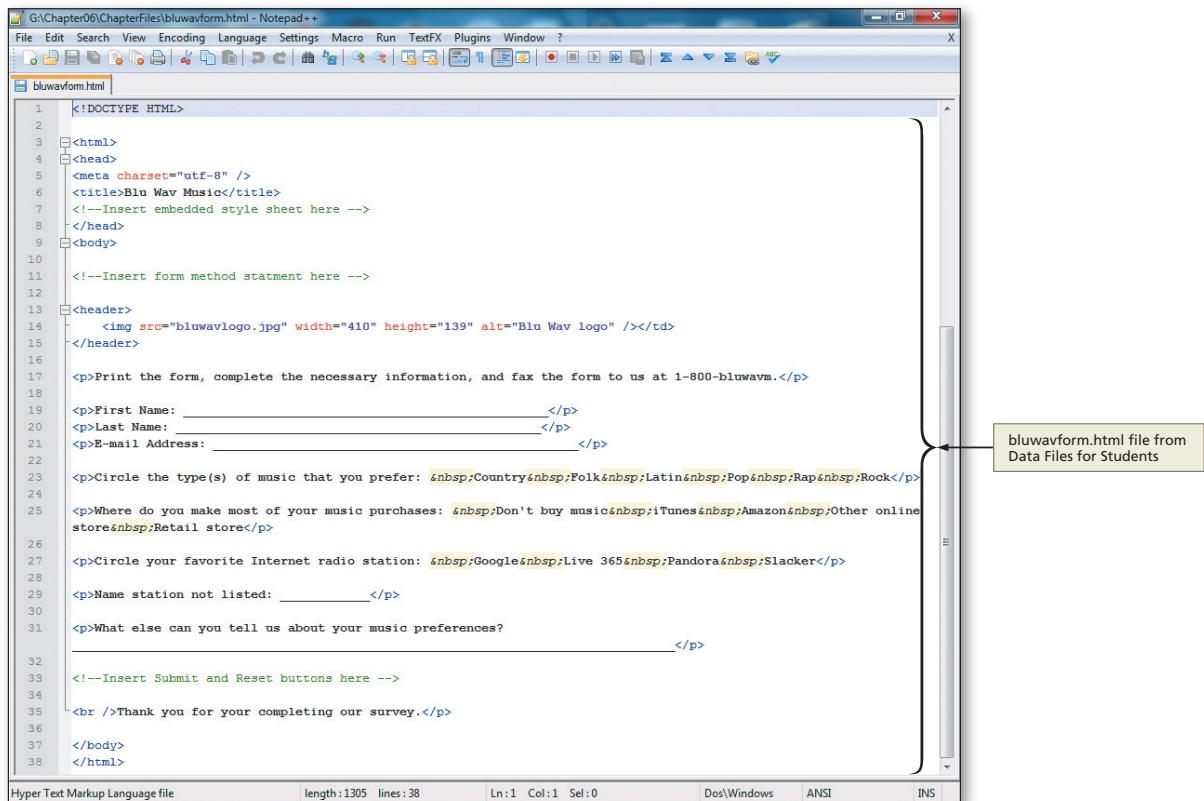 G:\Chapter06\ChapterFiles\bluwavform.html - Notepad++
File Edit Search View Encoding Language Settings Macro Run TextFX Plugins Window ? X
bluwavform.html
1 <!DOCTYPE HTML>
2
3 <html>
4 <head>
5 <meta charset="utf-8" />
6 <title>Blu Wav Music</title>
7 <!--Insert embedded style sheet here -->
8 </head>
9 <body>
10
11 <!--Insert form method statment here -->
12
13 <header>
14 <img src="bluwavlogo.jpg" width="410" height="139" alt="Blu Wav logo" /></td>
15 </header>
16
17 <p>Print the form, complete the necessary information, and fax the form to us at 1-800-bluwavm.</p>
18
19 <p>First Name: ______________________________________</p>
20 <p>Last Name: ______________________________________</p>
21 <p>E-mail Address: ______________________________________</p>
22
23 <p>Circle the type(s) of music that you prefer: &nbsp;Country&nbsp;Folk&nbsp;Latin&nbsp;Pop&nbsp;Rap&nbsp;Rock</p>
24
25 <p>Where do you make most of your music purchases: &nbsp;Don't buy music&nbsp;iTunes&nbsp;Amazon&nbsp;Other online
store&nbsp;Retail store</p>
26
27 <p>Circle your favorite Internet radio station: &nbsp;Google&nbsp;Live 365&nbsp;Pandora&nbsp;Slacker</p>
28
29 <p>Name station not listed: ____________</p>
30
31 <p>What else can you tell us about your music preferences?
________________________________________________________________________________</p>
32
33 <!--Insert Submit and Reset buttons here -->
34
35 <br />Thank you for your completing our survey.</p>
36
37 </body>
38 </html>
bluwavform.html file from
Data Files for Students
Hyper Text Markup Language file length : 1305 lines : 38 Ln : 1 Col : 1 Sel : 0 Dos\Windows ANSI INS